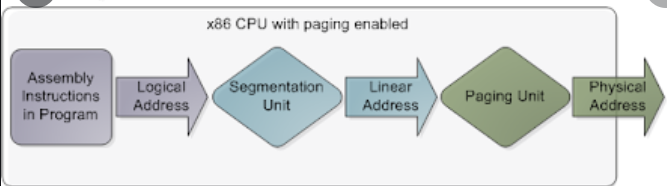 x86 CPU with paging enabled
Assembly
Instructions
in Program
Logical
Address
Segmentation
Unit
Linear
Address
Paging Unit
Physical
Address